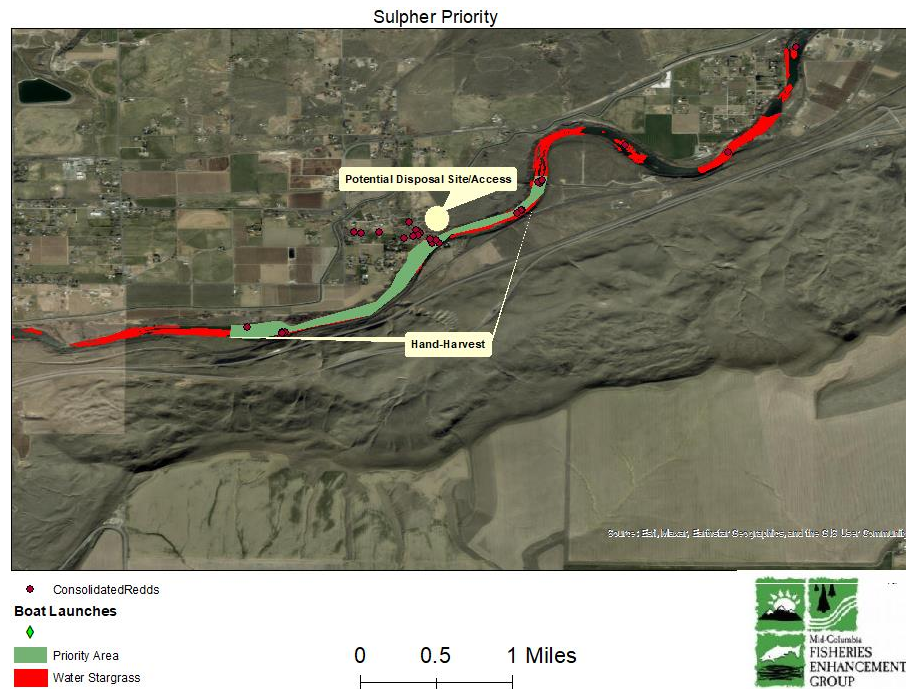 Sulpher Priority
Potential Disposal Site/Access
Hand-Harvest
Source: Esri, Maxar, Earthstar Geographics, and the GIS User Community
ConsolidatedRedds
Boat Launches
Priority Area
Water Stargrass
0 0.5 1 Miles
Mid-Columbia
FISHERIES
ENHANCEMENT
GROUP